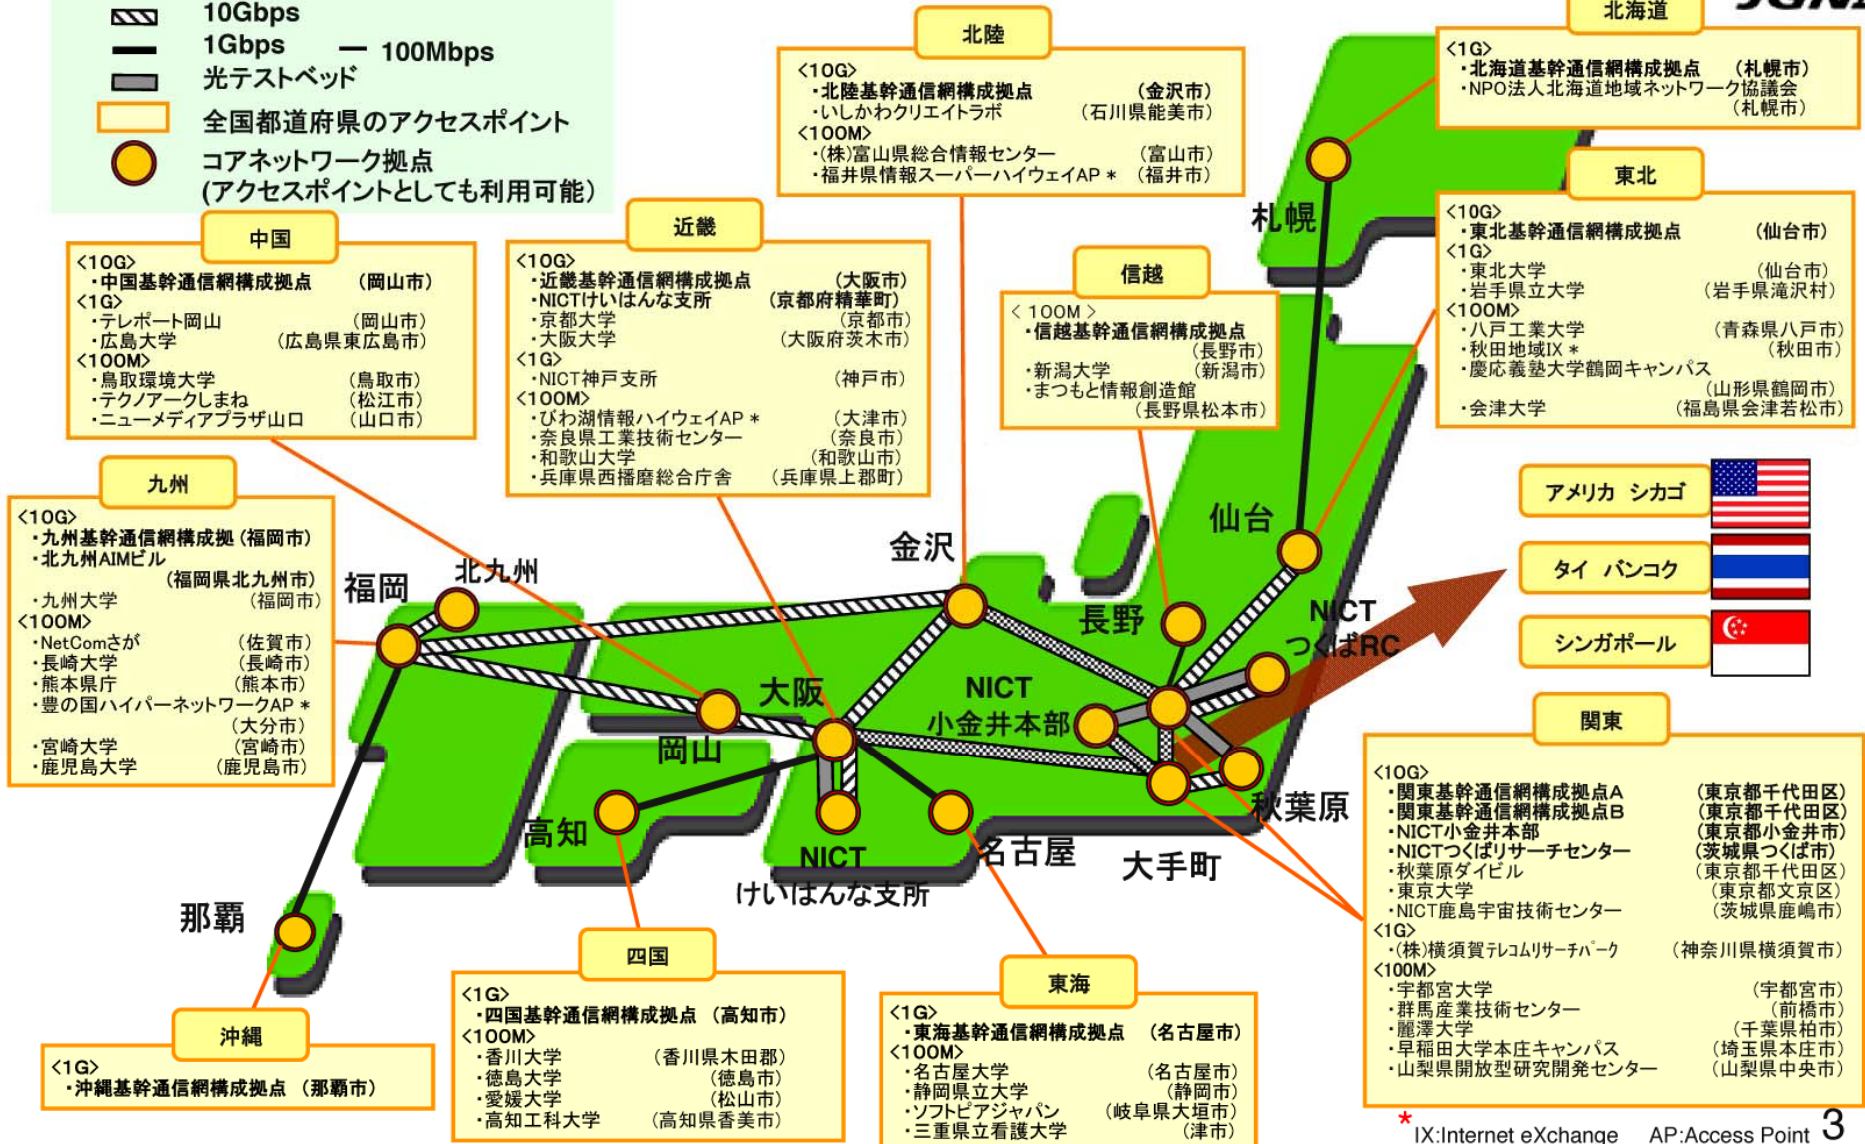 10Gbps
1Gbps
100Mbps
光テストベッド
全国都道府県のアクセスポイント
コアネットワーク拠点
(アクセスポイントとしても利用可能)
北陸
<10G>
・北陸基幹通信網構成拠点 (金沢市)
・いしかわクリエイトラボ (石川県能美市)
<100M>
・(株)富山県総合情報センター (富山市)
・福井県情報スーパーハイウェイAP * (福井市)
北海道
<1G>
・北海道基幹通信網構成拠点 (札幌市)
・NPO法人北海道地域ネットワーク協議会
(札幌市)
東北
<10G>
・東北基幹通信網構成拠点 (仙台市)
<1G>
・東北大学 (仙台市)
・岩手県立大学 (岩手県滝沢村)
<100M>
・八戸工業大学 (青森県八戸市)
・秋田地域IX * (秋田市)
・慶応義塾大学鶴岡キャンパス
(山形県鶴岡市)
・会津大学 (福島県会津若松市)
中国
<10G>
・中国基幹通信網構成拠点 (岡山市)
<1G>
・テレポート岡山 (岡山市)
・広島大学 (広島県東広島市)
<100M>
・鳥取環境大学 (鳥取市)
・テクノアークしまね (松江市)
・ニューメディアプラザ山口 (山口市)
近畿
<10G>
・近畿基幹通信網構成拠点 (大阪市)
・NICTけいはんな支所 (京都府精華町)
・京都大学 (京都市)
・大阪大学 (大阪府茨木市)
<1G>
・NICT神戸支所 (神戸市)
<100M>
・びわ湖情報ハイウェイAP * (大津市)
・奈良県工業技術センター (奈良市)
・和歌山大学 (和歌山市)
・兵庫県西播磨総合庁舎 (兵庫県上郡町)
信越
<100M>
・信越基幹通信網構成拠点
(長野市)
・新潟大学 (新潟市)
・まつもと情報創造館
(長野県松本市)
九州
<10G>
・九州基幹通信網構成拠 (福岡市)
・北九州AIMビル
(福岡県北九州市)
・九州大学 (福岡市)
<100M>
・NetComさが (佐賀市)
・長崎大学 (長崎市)
・熊本県庁 (熊本市)
・豊の国ハイパーネットワークAP *
(大分市)
・宮崎大学 (宮崎市)
・鹿児島大学 (鹿児島市)
札幌
仙台
金沢
北九州
福岡
長野
NICT
つくばRC
大阪
NICT
小金井本部
岡山
高知
NICT
けいはんな支所
名古屋
大手町
秋葉原
那覇
アメリカ シカゴ
タイ バンコク
シンガポール
関東
<10G>
・関東基幹通信網構成拠点A (東京都千代田区)
・関東基幹通信網構成拠点B (東京都千代田区)
・NICT小金井本部 (東京都小金井市)
・NICTつくばリサーチセンター (茨城県つくば市)
・秋葉原ダイビル (東京都千代田区)
・東京大学 (東京都文京区)
・NICT鹿島宇宙技術センター (茨城県鹿嶋市)
<1G>
・(株)横須賀テレコムリサーチパーク (神奈川県横須賀市)
<100M>
・宇都宮大学 (宇都宮市)
・群馬産業技術センター (前橋市)
・麗澤大学 (千葉県柏市)
・早稲田大学本庄キャンパス (埼玉県本庄市)
・山梨県開放型研究開発センター (山梨県中央市)
沖縄
<1G>
・沖縄基幹通信網構成拠点 (那覇市)
四国
<1G>
・四国基幹通信網構成拠点 (高知市)
<100M>
・香川大学 (香川県木田郡)
・徳島大学 (徳島市)
・愛媛大学 (松山市)
・高知工科大学 (高知県香美市)
東海
<1G>
・東海基幹通信網構成拠点 (名古屋市)
<100M>
・名古屋大学 (名古屋市)
・静岡県立大学 (静岡市)
・ソフトピアジャパン (岐阜県大垣市)
・三重県立看護大学 (津市)
* IX:Internet eXchange AP:Access Point 3